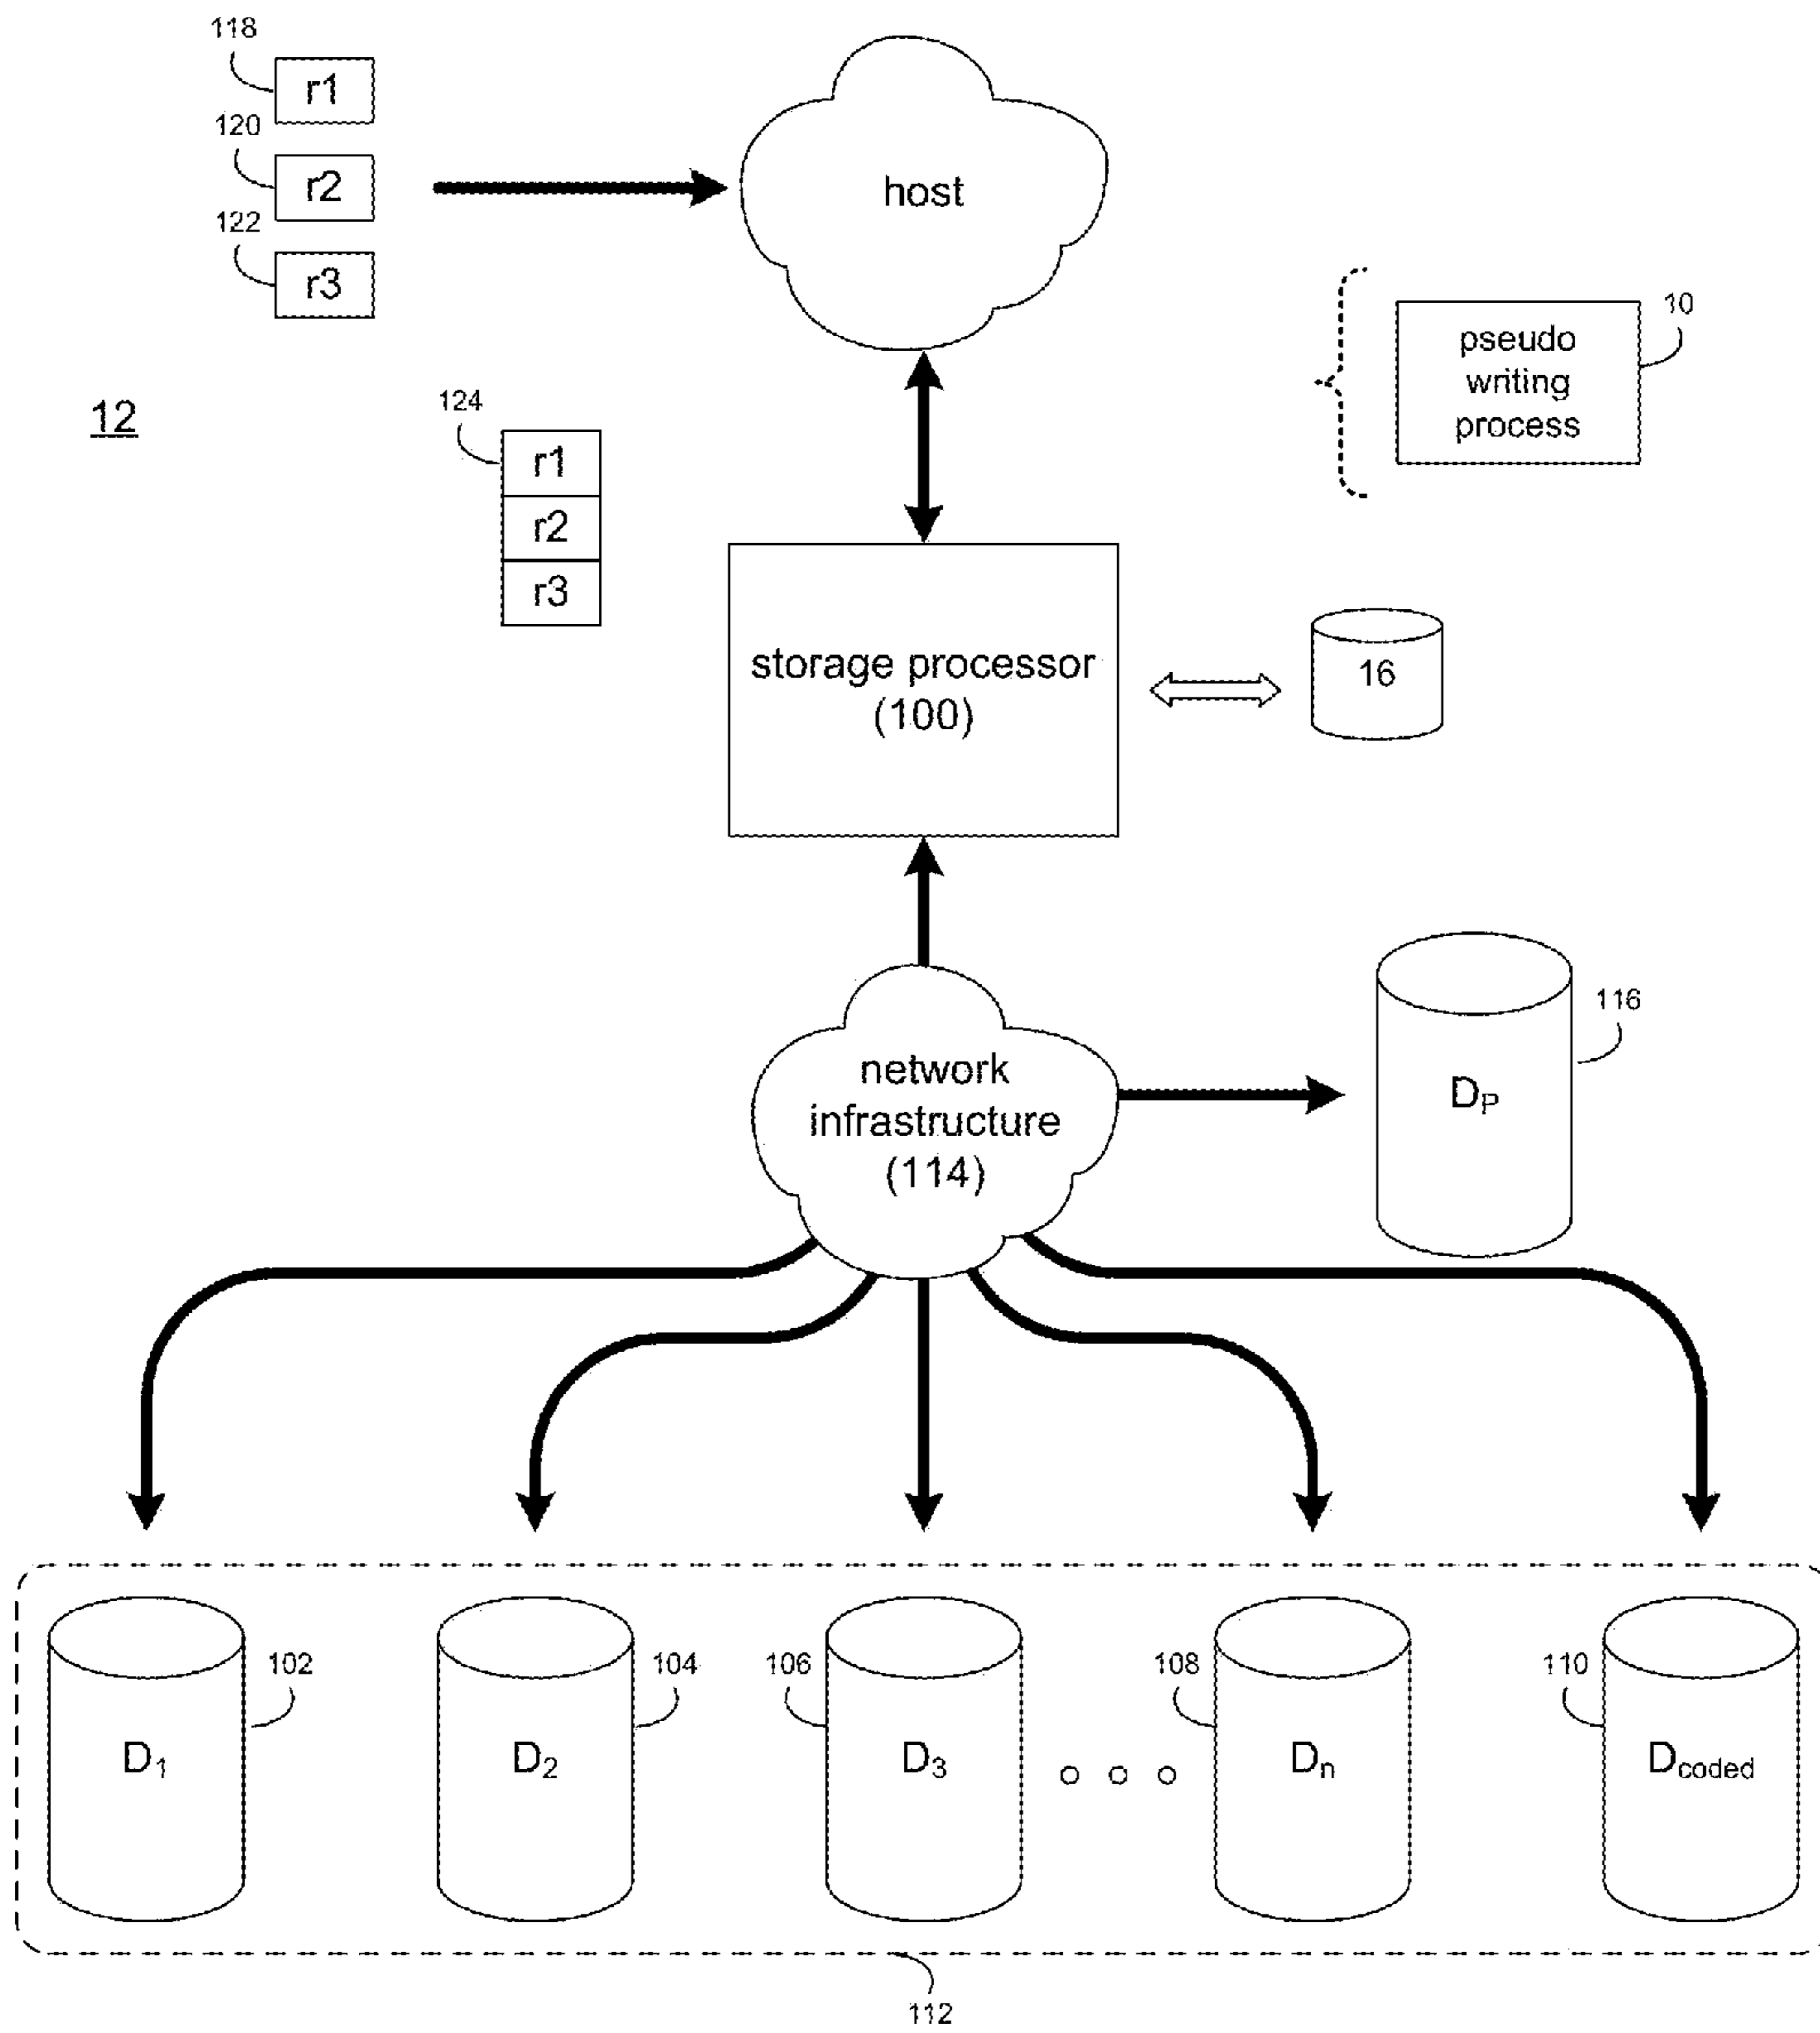 118
r1
120
r2
122
r3
host
10
pseudo
writing
process
12
124
r1
r2
r3
storage processor
(100)
16
network
infrastructure
(114)
116
DP
102
104
106
108
110
D1
D2
D3
Dn
Dcoded
112